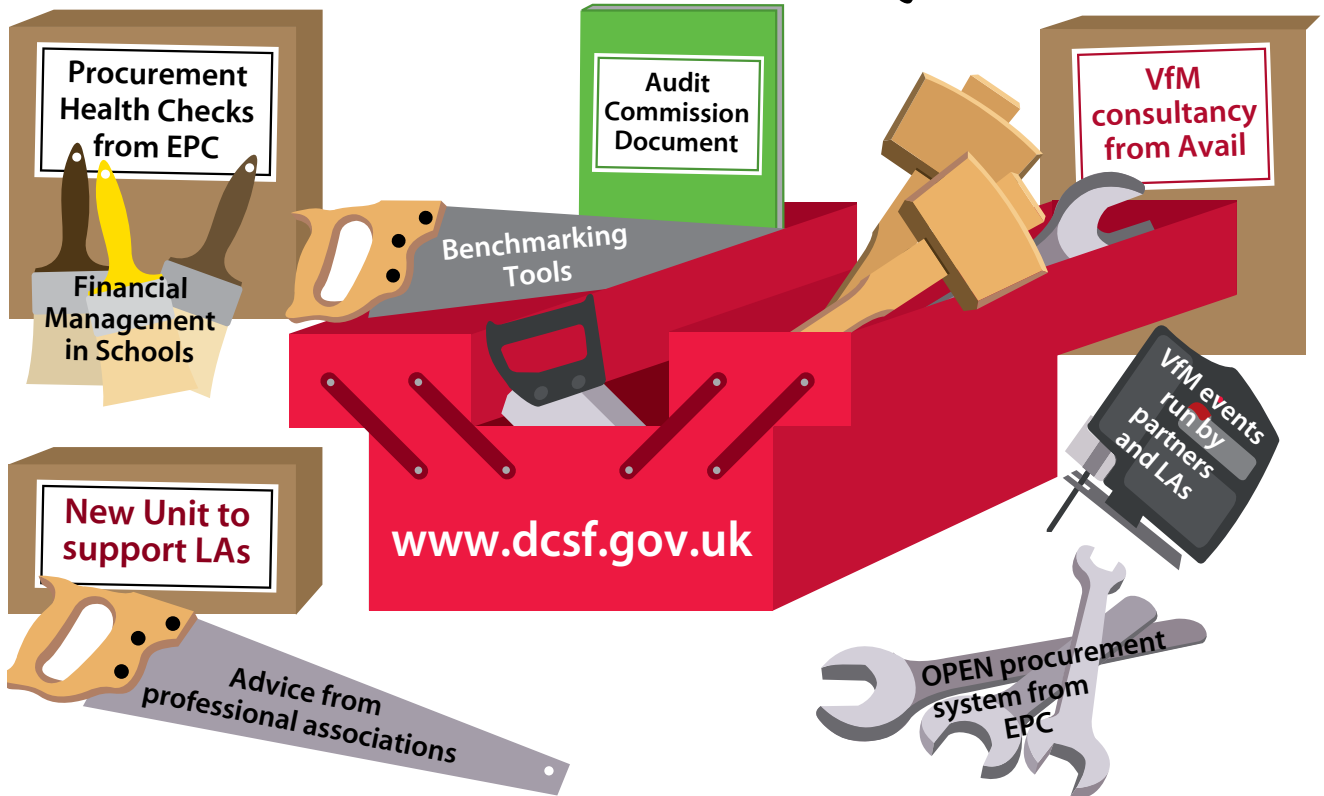 Procurement
Health Checks
from EPC
Audit
Commission
Document
VfM
consultancy
from Avail
Benchmarking
Tools
Financial
Management
in Schools
VfM events
run by
partners
and LAs
New Unit to
support LAs
www.dcsf.gov.uk
Advice from
professional associations
OPEN procurement
system from
EPC